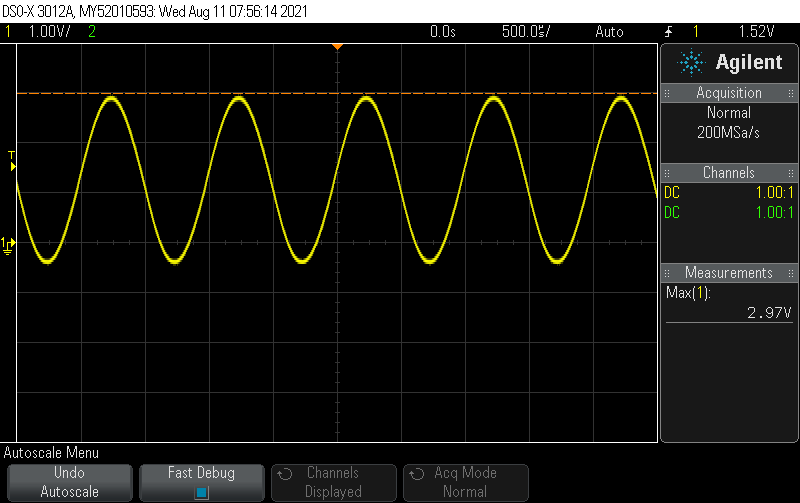 DSO-X 3012A, MY52010593: Wed Aug 11 07:56:14 2021
1 1.00V/ 2 0.0s 500.0㎲/ Auto 1 1.52V
Agilent
Acquisition
Normal
200MSa/s
Channels
DC 1.00:1
DC 1.00:1
Measurements
Max(1):
2.97V
T
1
Autoscale Menu
Undo
Autoscale
Fast Debug
Channels
Displayed
Acq Mode
Normal